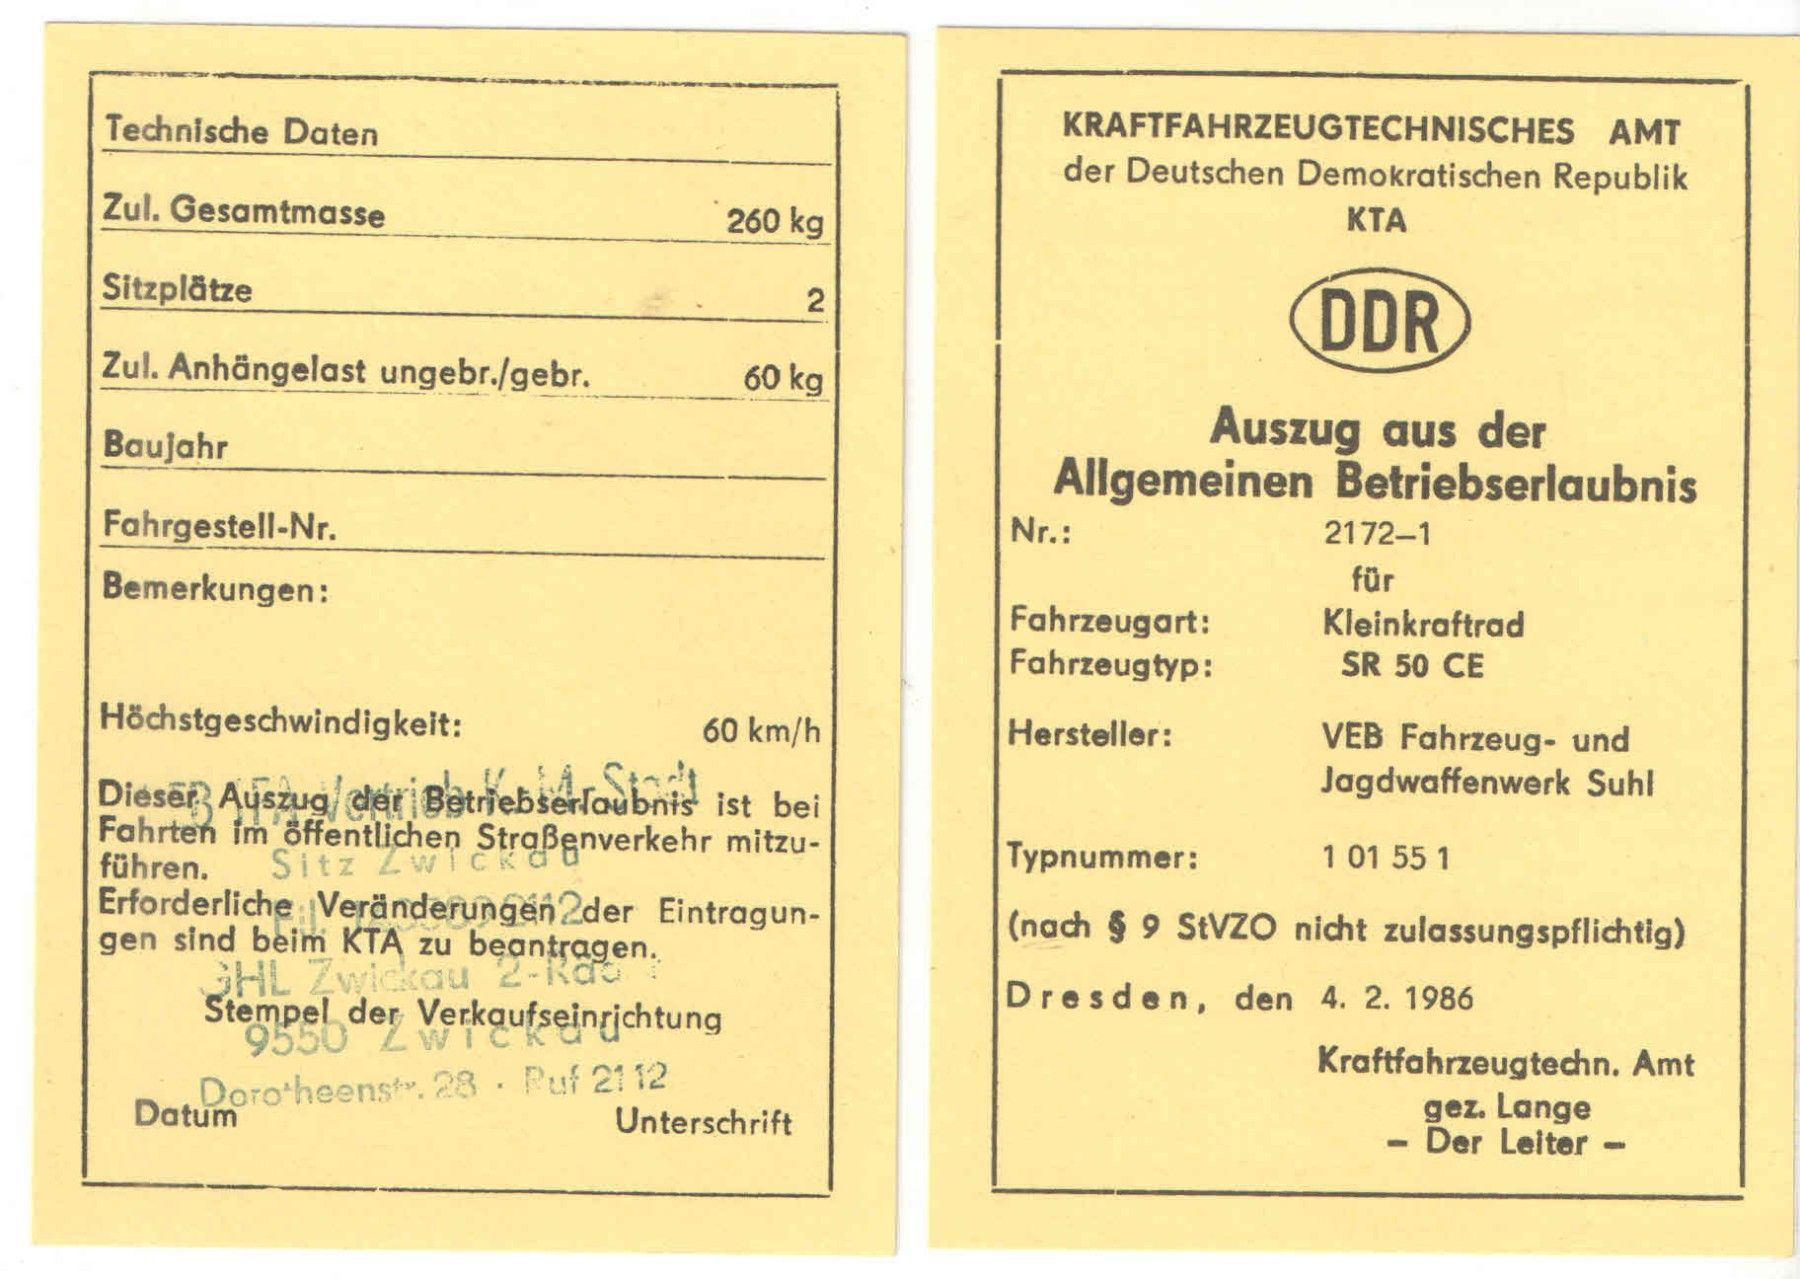 Technische Daten
Zul. Gesamtmasse 260 kg
Sitzplätze 2
Zul. Anhängelast ungebr./gebr. 60 kg
Baujahr
Fahrgestell-Nr.
Bemerkungen:
Höchstgeschwindigkeit: 60 km/h
IFA-Vertrieb K.-M.-Stadt
Dieser Auszug der Betriebserlaubnis ist bei
Fahrten im öffentlichen Straßenverkehr mitzu-
führen.
Sitz Zwickau
Erforderliche Veränderungen der Eintragun-
gen sind beim KTA zu beantragen.
GHL Zwickau 2-Rad
Stempel der Verkaufseinrichtung
9550 Zwickau
Dorotheenstr. 28 · Ruf 2112
Datum Unterschrift
KRAFTFAHRZEUGTECHNISCHES AMT
der Deutschen Demokratischen Republik
KTA
DDR
Auszug aus der
Allgemeinen Betriebserlaubnis
Nr.: 2172–1
für
Fahrzeugart: Kleinkraftrad
Fahrzeugtyp: SR 50 CE
Hersteller: VEB Fahrzeug- und
Jagdwaffenwerk Suhl
Typnummer: 1 01 55 1
(nach § 9 StVZO nicht zulassungspflichtig)
Dresden, den 4. 2. 1986
Kraftfahrzeugtechn. Amt
gez. Lange
– Der Leiter –